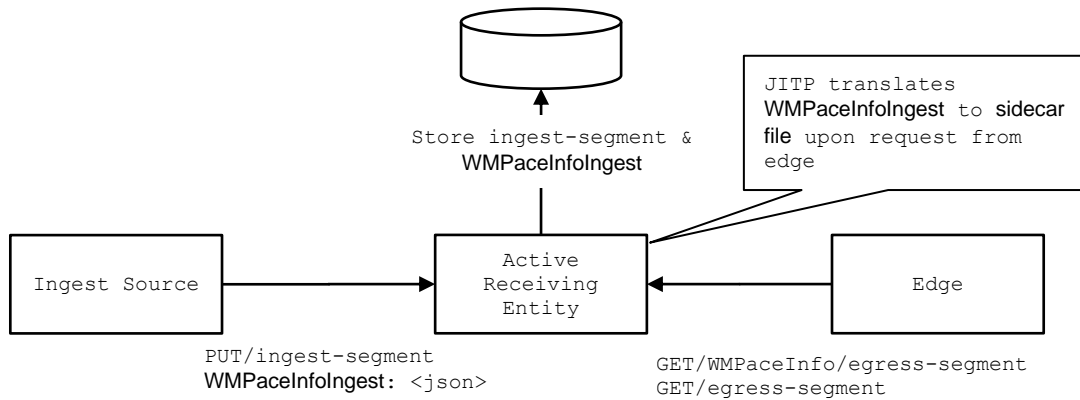 JITP translates
WMPaceInfoIngest to sidecar
file upon request from
edge
Store ingest-segment &
WMPaceInfoIngest
Ingest Source
Active
Receiving
Entity
Edge
PUT/ingest-segment
WMPaceInfoIngest: <json>
GET/WMPaceInfo/egress-segment
GET/egress-segment